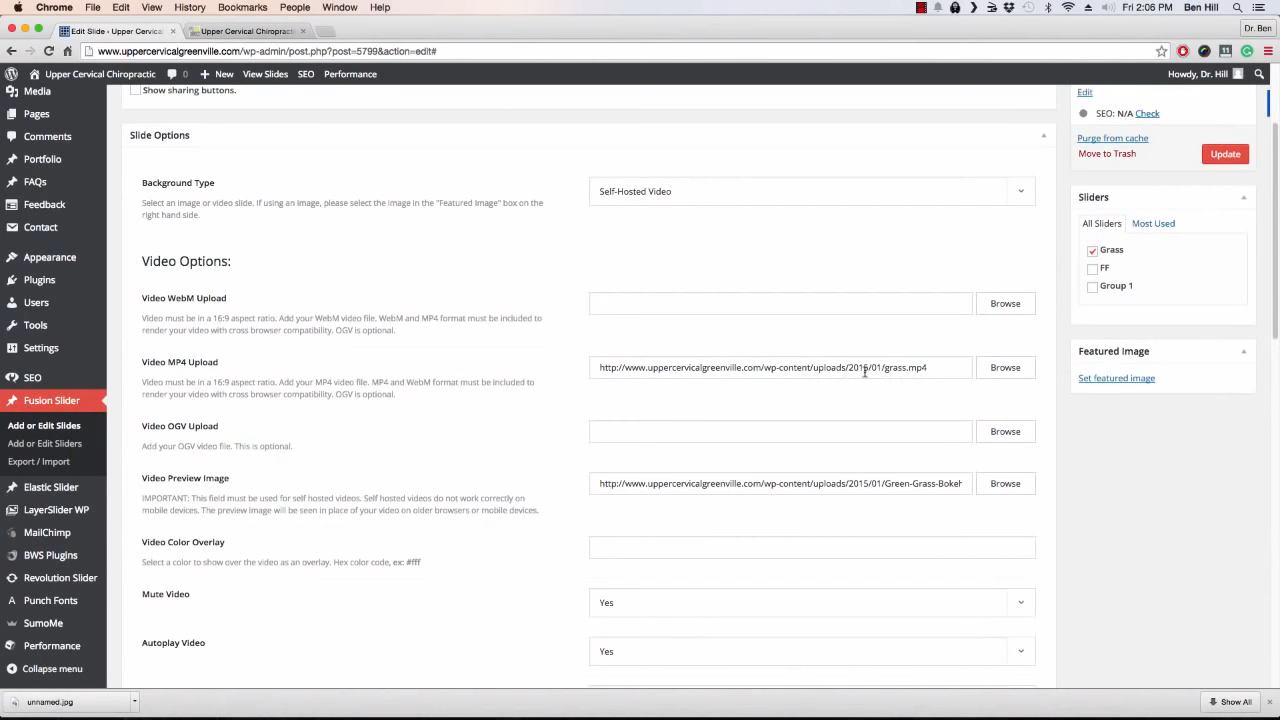 Chrome File Edit View History Bookmarks People Window Help Fri 2:06 PM Ben Hill
Edit Slide ‹ Upper Cervical × Upper Cervical Chiropracti × Dr. Ben
www.uppercervicalgreenville.com/wp-admin/post.php?post=5799&action=edit#
Upper Cervical Chiropractic 0 + New View Slides SEO Performance Howdy, Dr. Hill
Media
Pages
Comments
Portfolio
FAQs
Feedback
Contact
Appearance
Plugins
Users
Tools
Settings
SEO
Fusion Slider
Add or Edit Slides
Add or Edit Sliders
Export / Import
Elastic Slider
LayerSlider WP
MailChimp
BWS Plugins
Revolution Slider
Punch Fonts
SumoMe
Performance
Collapse menu
Show sharing buttons.
Slide Options
Background Type
Select an image or video slide. If using an image, please select the image in the "Featured Image" box on the
right hand side.
Self-Hosted Video
Video Options:
Video WebM Upload
Video must be in a 16:9 aspect ratio. Add your WebM video file. WebM and MP4 format must be included to
render your video with cross browser compatibility. OGV is optional.
Browse
Video MP4 Upload
Video must be in a 16:9 aspect ratio. Add your MP4 video file. MP4 and WebM format must be included to
render your video with cross browser compatibility. OGV is optional.
http://www.uppercervicalgreenville.com/wp-content/uploads/2015/01/grass.mp4
Browse
Video OGV Upload
Add your OGV video file. This is optional.
Browse
Video Preview Image
IMPORTANT: This field must be used for self hosted videos. Self hosted videos do not work correctly on
mobile devices. The preview image will be seen in place of your video on older browsers or mobile devices.
http://www.uppercervicalgreenville.com/wp-content/uploads/2015/01/Green-Grass-Bokeh
Browse
Video Color Overlay
Select a color to show over the video as an overlay. Hex color code, ex: #fff
Mute Video
Yes
Autoplay Video
Yes
Edit
SEO: N/A Check
Purge from cache
Move to Trash
Update
Sliders
All Sliders Most Used
Grass
FF
Group 1
Featured Image
Set featured image
unnamed.jpg
Show All